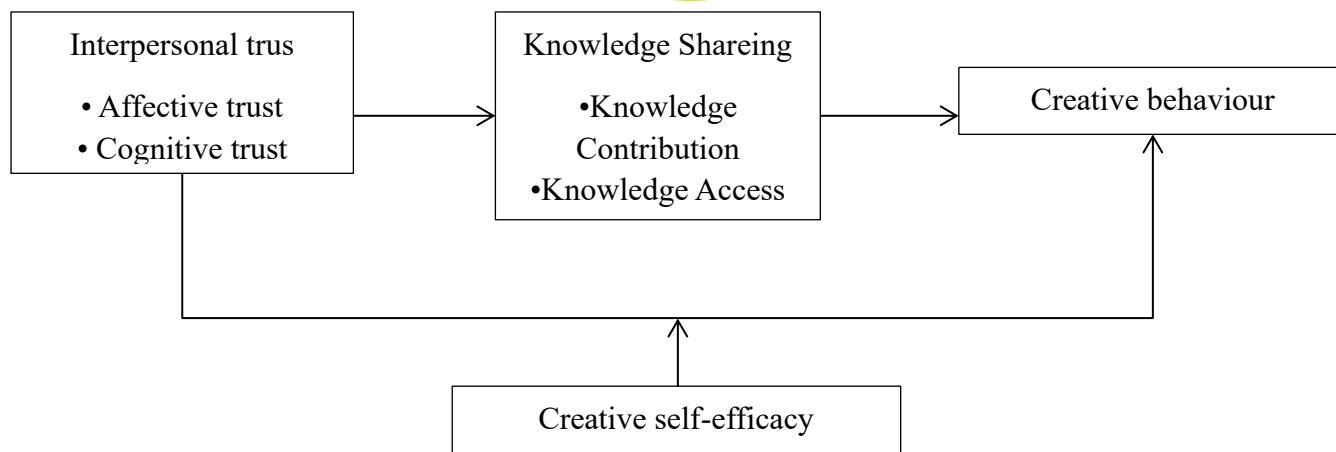 Interpersonal trus
• Affective trust
• Cognitive trust
Knowledge Shareing
•Knowledge
Contribution
•Knowledge Access
Creative behaviour
Creative self-efficacy